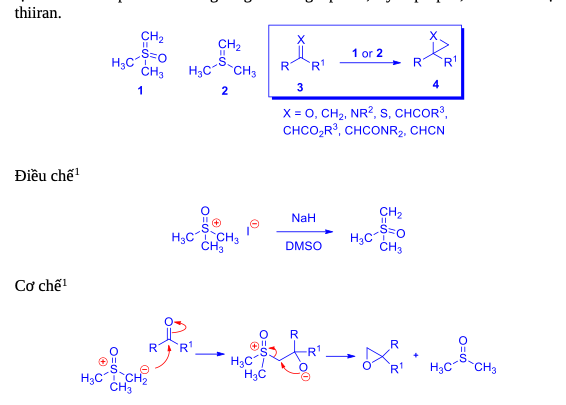 thiiran.
CH2
S=O
H3C
CH3
1
CH2
S
H3C CH3
2
X
R R1
3
1 or 2
X
R R1
4
X = O, CH2, NR2, S, CHCOR3,
CHCO2R3, CHCONR2, CHCN
Điều chế1
O
S ⊕
H3C CH3 I ⊖
CH3
NaH
DMSO
CH2
S=O
H3C
CH3
Cơ chế1
O
R R1
O
⊕ S
H3C CH2 ⊖
CH3
O R
⊕ S R1
H3C
H3C O ⊖
R
O R1
+
O
S
H3C CH3